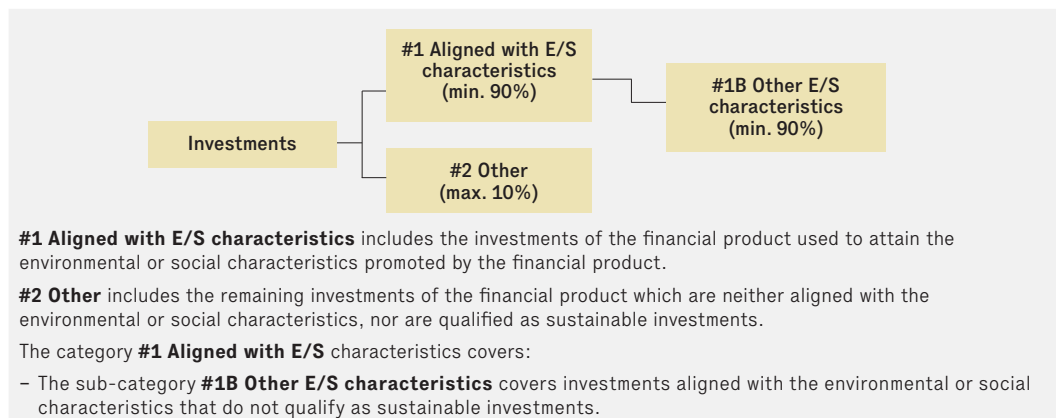 #1 Aligned with E/S
characteristics
(min. 90%)
#1B Other E/S
characteristics
(min. 90%)
Investments
#2 Other
(max. 10%)
#1 Aligned with E/S characteristics includes the investments of the financial product used to attain the
environmental or social characteristics promoted by the financial product.
#2 Other includes the remaining investments of the financial product which are neither aligned with the
environmental or social characteristics, nor are qualified as sustainable investments.
The category #1 Aligned with E/S characteristics covers:
– The sub-category #1B Other E/S characteristics covers investments aligned with the environmental or social
characteristics that do not qualify as sustainable investments.